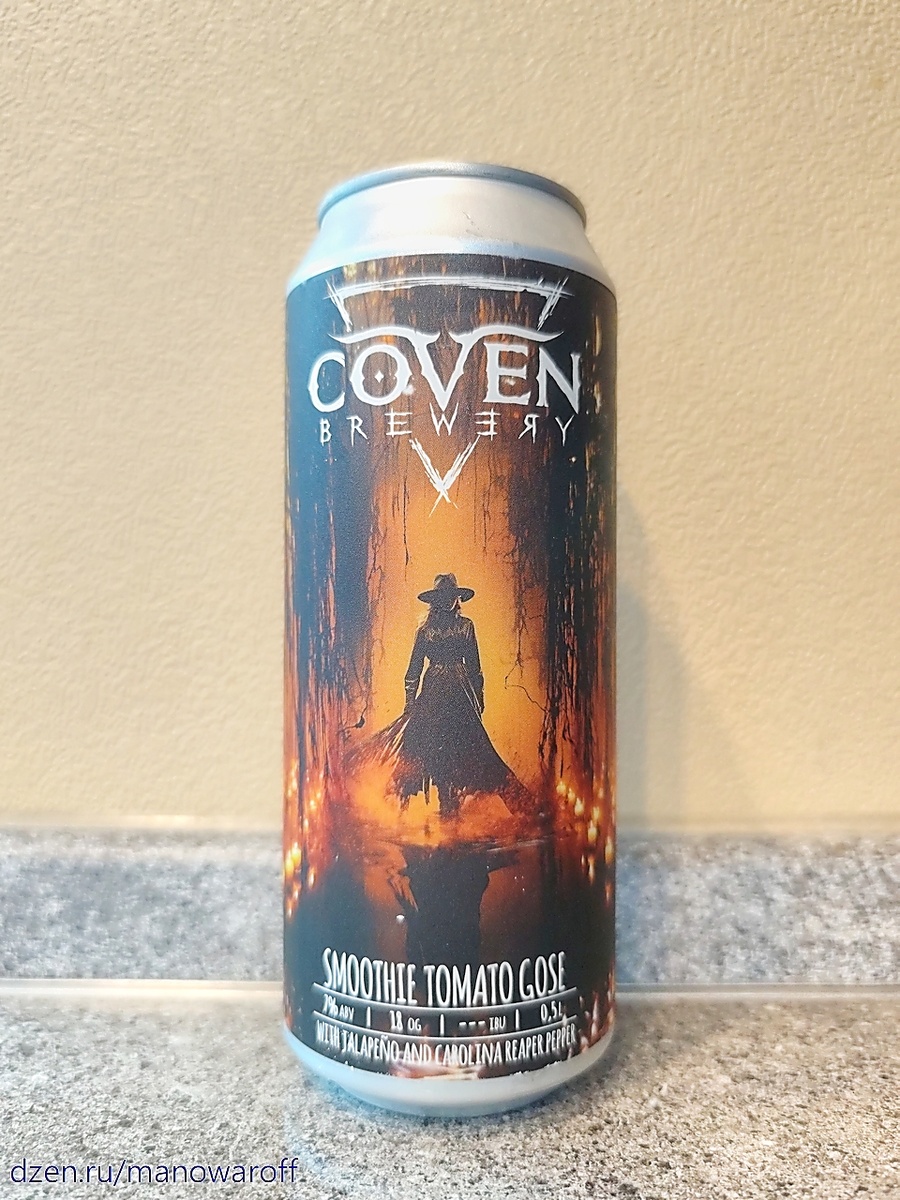 COVEN
BREWERY
SMOOTHIE TOMATO GOSE
7% ABV | 18 OG | --- IBU | 0.5L
WITH JALAPEÑO AND CAROLINA REAPER PEPPER
dzen.ru/manowaroff